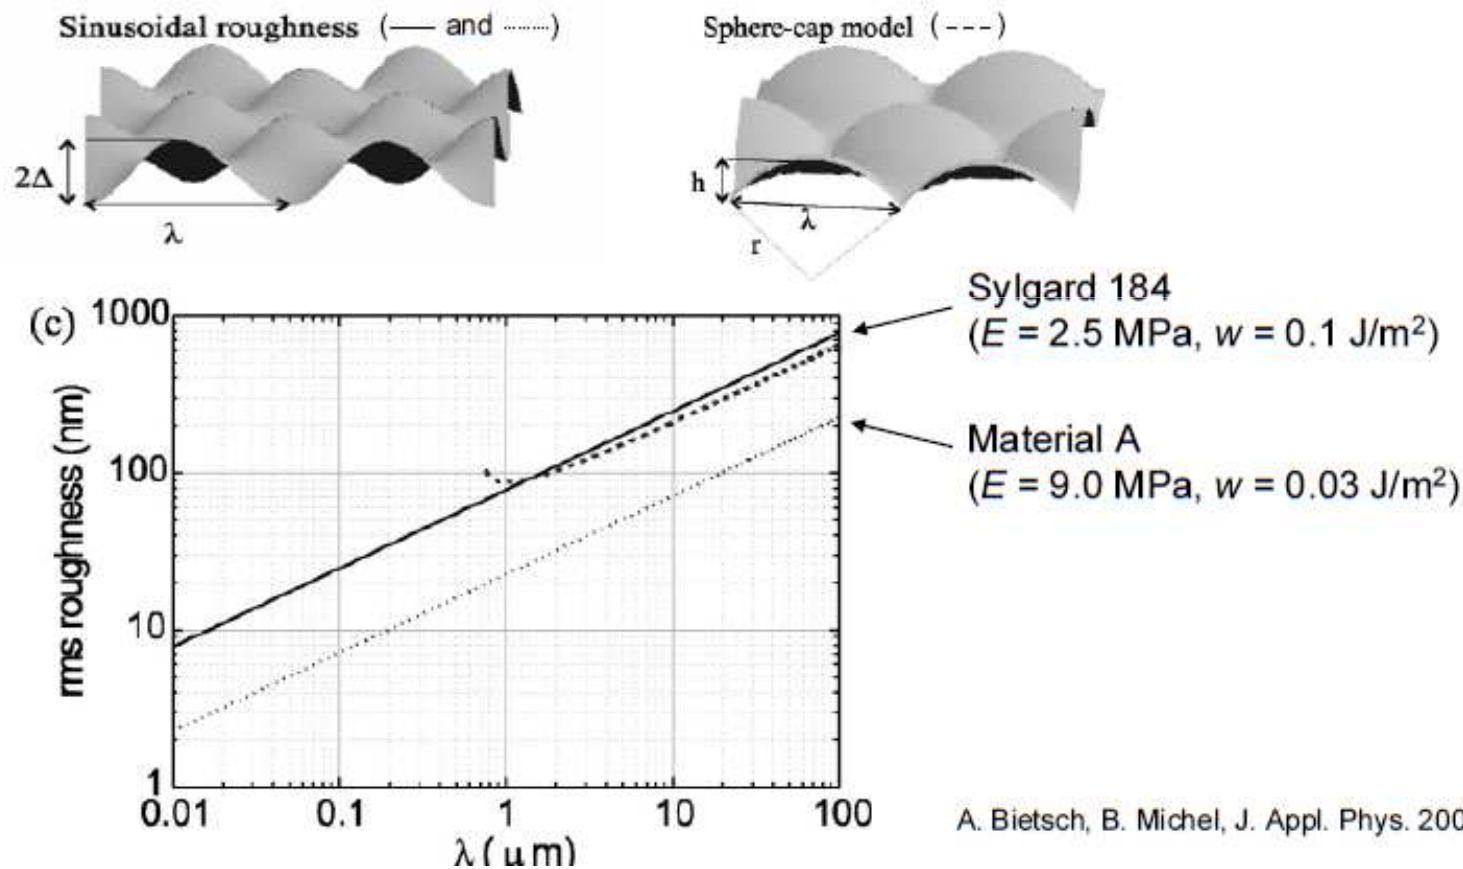 Sinusoidal roughness (—— and ········)
Sphere-cap model (---)
2Δ
λ
h
λ
r
Sylgard 184
(E = 2.5 MPa, w = 0.1 J/m²)
Material A
(E = 9.0 MPa, w = 0.03 J/m²)
(c)
rms roughness (nm)
1000
100
10
1
0.01
0.1
1
10
100
λ (μm)
A. Bietsch, B. Michel, J. Appl. Phys. 200